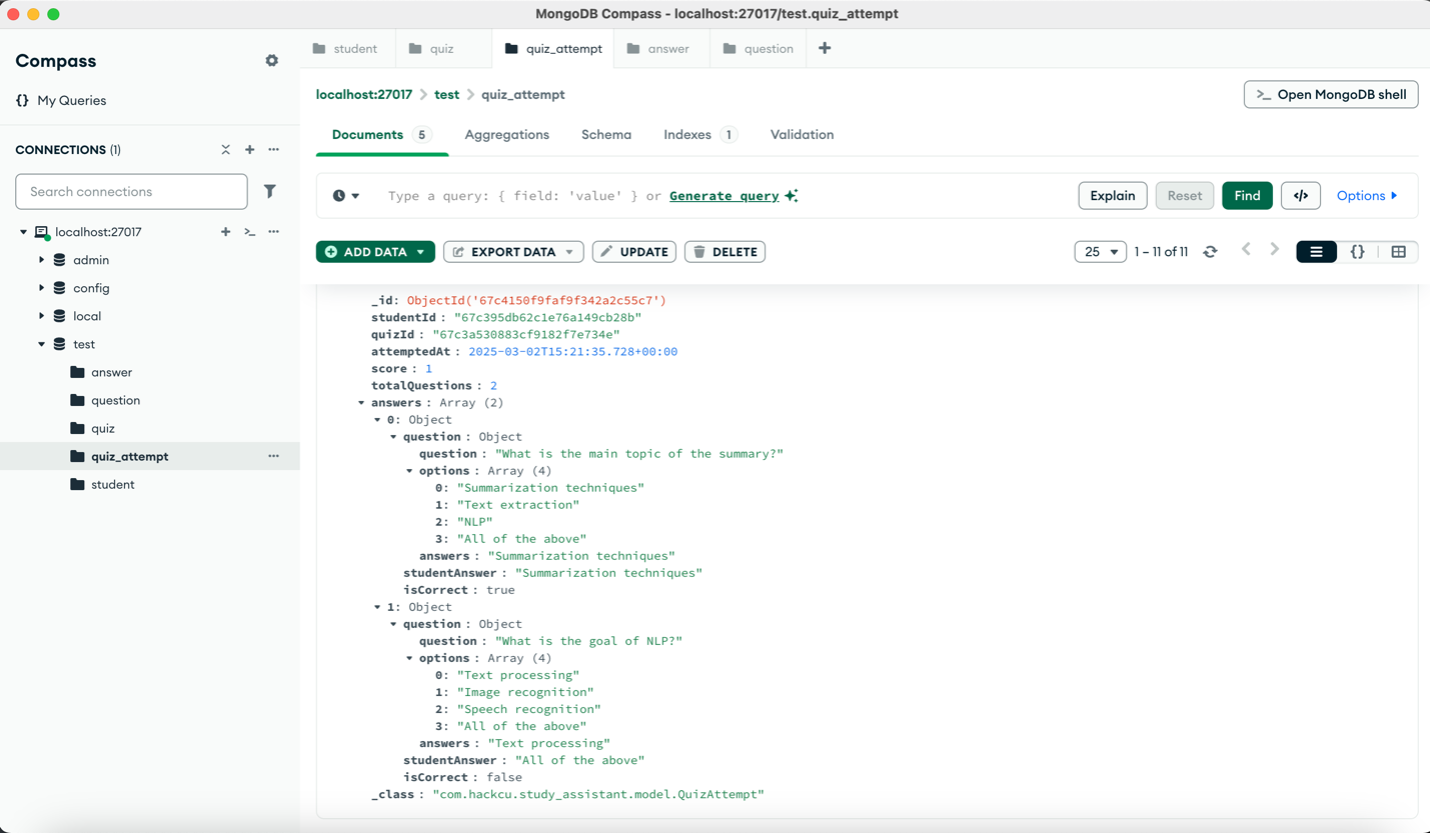 MongoDB Compass - localhost:27017/test.quiz_attempt
Compass
{} My Queries
CONNECTIONS (1)
Search connections
localhost:27017
admin
config
local
test
answer
question
quiz
quiz_attempt
student
student quiz quiz_attempt answer question
localhost:27017 > test > quiz_attempt
>_ Open MongoDB shell
Documents 5 Aggregations Schema Indexes 1 Validation
Type a query: { field: 'value' } or Generate query
Explain Reset Find </> Options
ADD DATA EXPORT DATA UPDATE DELETE
25 1 – 11 of 11 {}
_id: ObjectId('67c4150f9faf9f342a2c55c7')
studentId : "67c395db62c1e76a149cb28b"
quizId : "67c3a530883cf9182f7e734e"
attemptedAt : 2025-03-02T15:21:35.728+00:00
score : 1
totalQuestions : 2
answers : Array (2)
0: Object
question : Object
question : "What is the main topic of the summary?"
options : Array (4)
0: "Summarization techniques"
1: "Text extraction"
2: "NLP"
3: "All of the above"
answers : "Summarization techniques"
studentAnswer : "Summarization techniques"
isCorrect : true
1: Object
question : Object
question : "What is the goal of NLP?"
options : Array (4)
0: "Text processing"
1: "Image recognition"
2: "Speech recognition"
3: "All of the above"
answers : "Text processing"
studentAnswer : "All of the above"
isCorrect : false
_class : "com.hackcu.study_assistant.model.QuizAttempt"